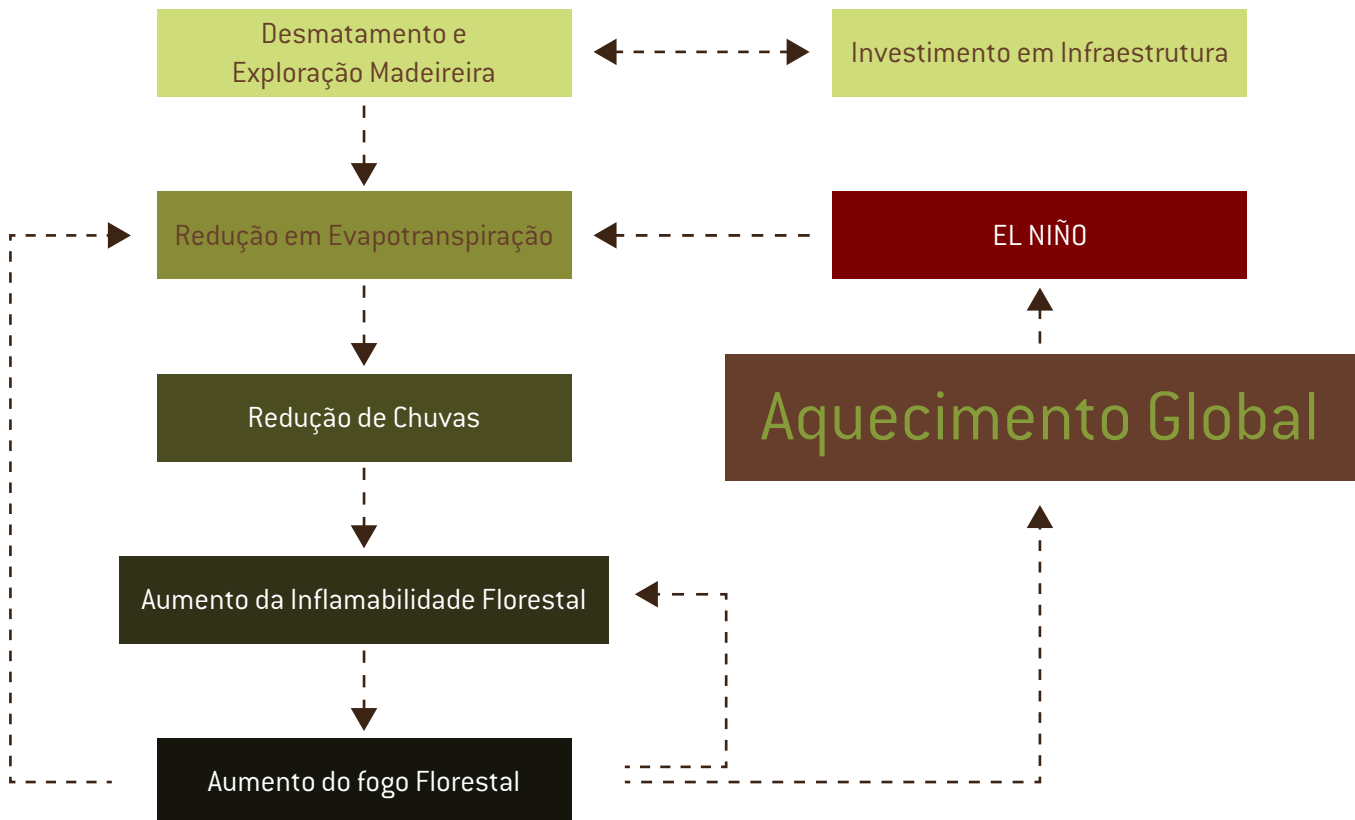 Desmatamento e
Exploração Madeireira
Investimento em Infraestrutura
Redução em Evapotranspiração
EL NIÑO
Redução de Chuvas
Aquecimento Global
Aumento da Inflamabilidade Florestal
Aumento do fogo Florestal